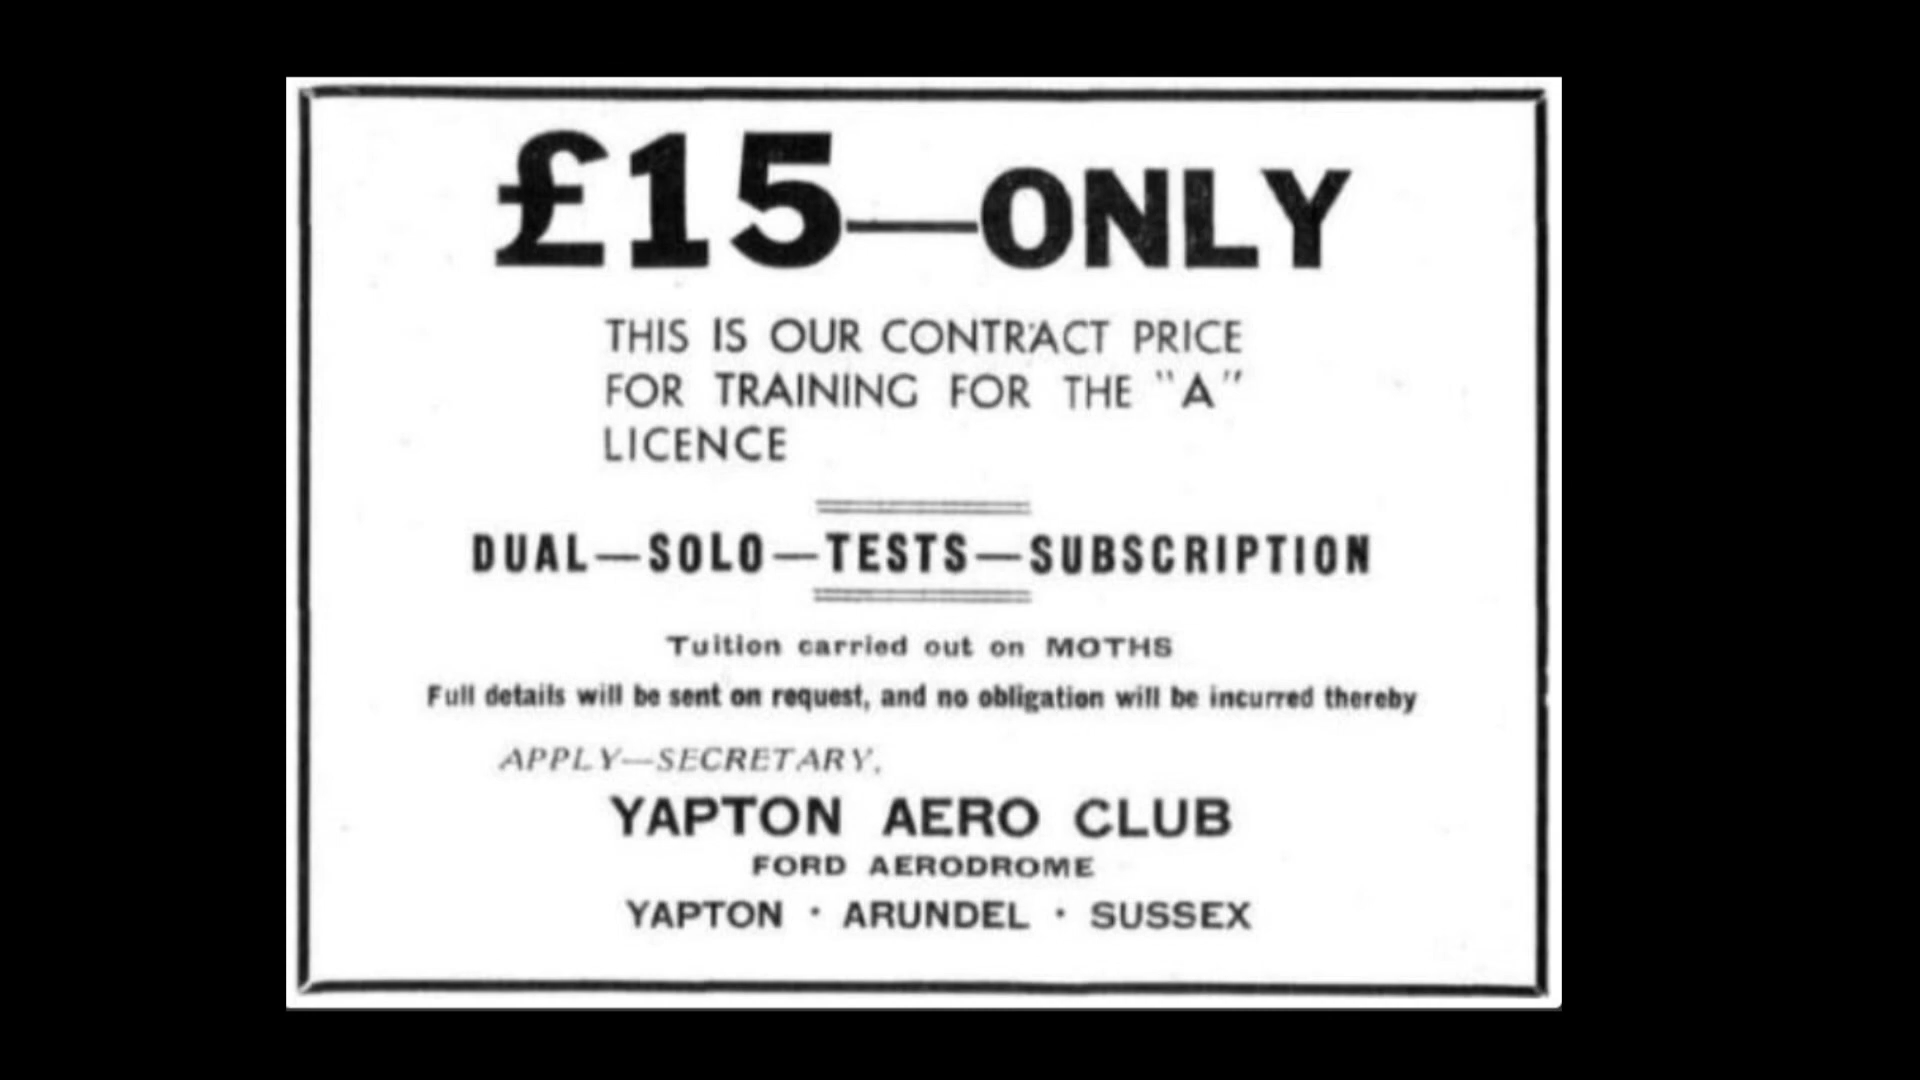 £15—ONLY
THIS IS OUR CONTRACT PRICE
FOR TRAINING FOR THE "A"
LICENCE
DUAL—SOLO—TESTS—SUBSCRIPTION
Tuition carried out on MOTHS
Full details will be sent on request, and no obligation will be incurred thereby
APPLY—SECRETARY,
YAPTON AERO CLUB
FORD AERODROME
YAPTON · ARUNDEL · SUSSEX